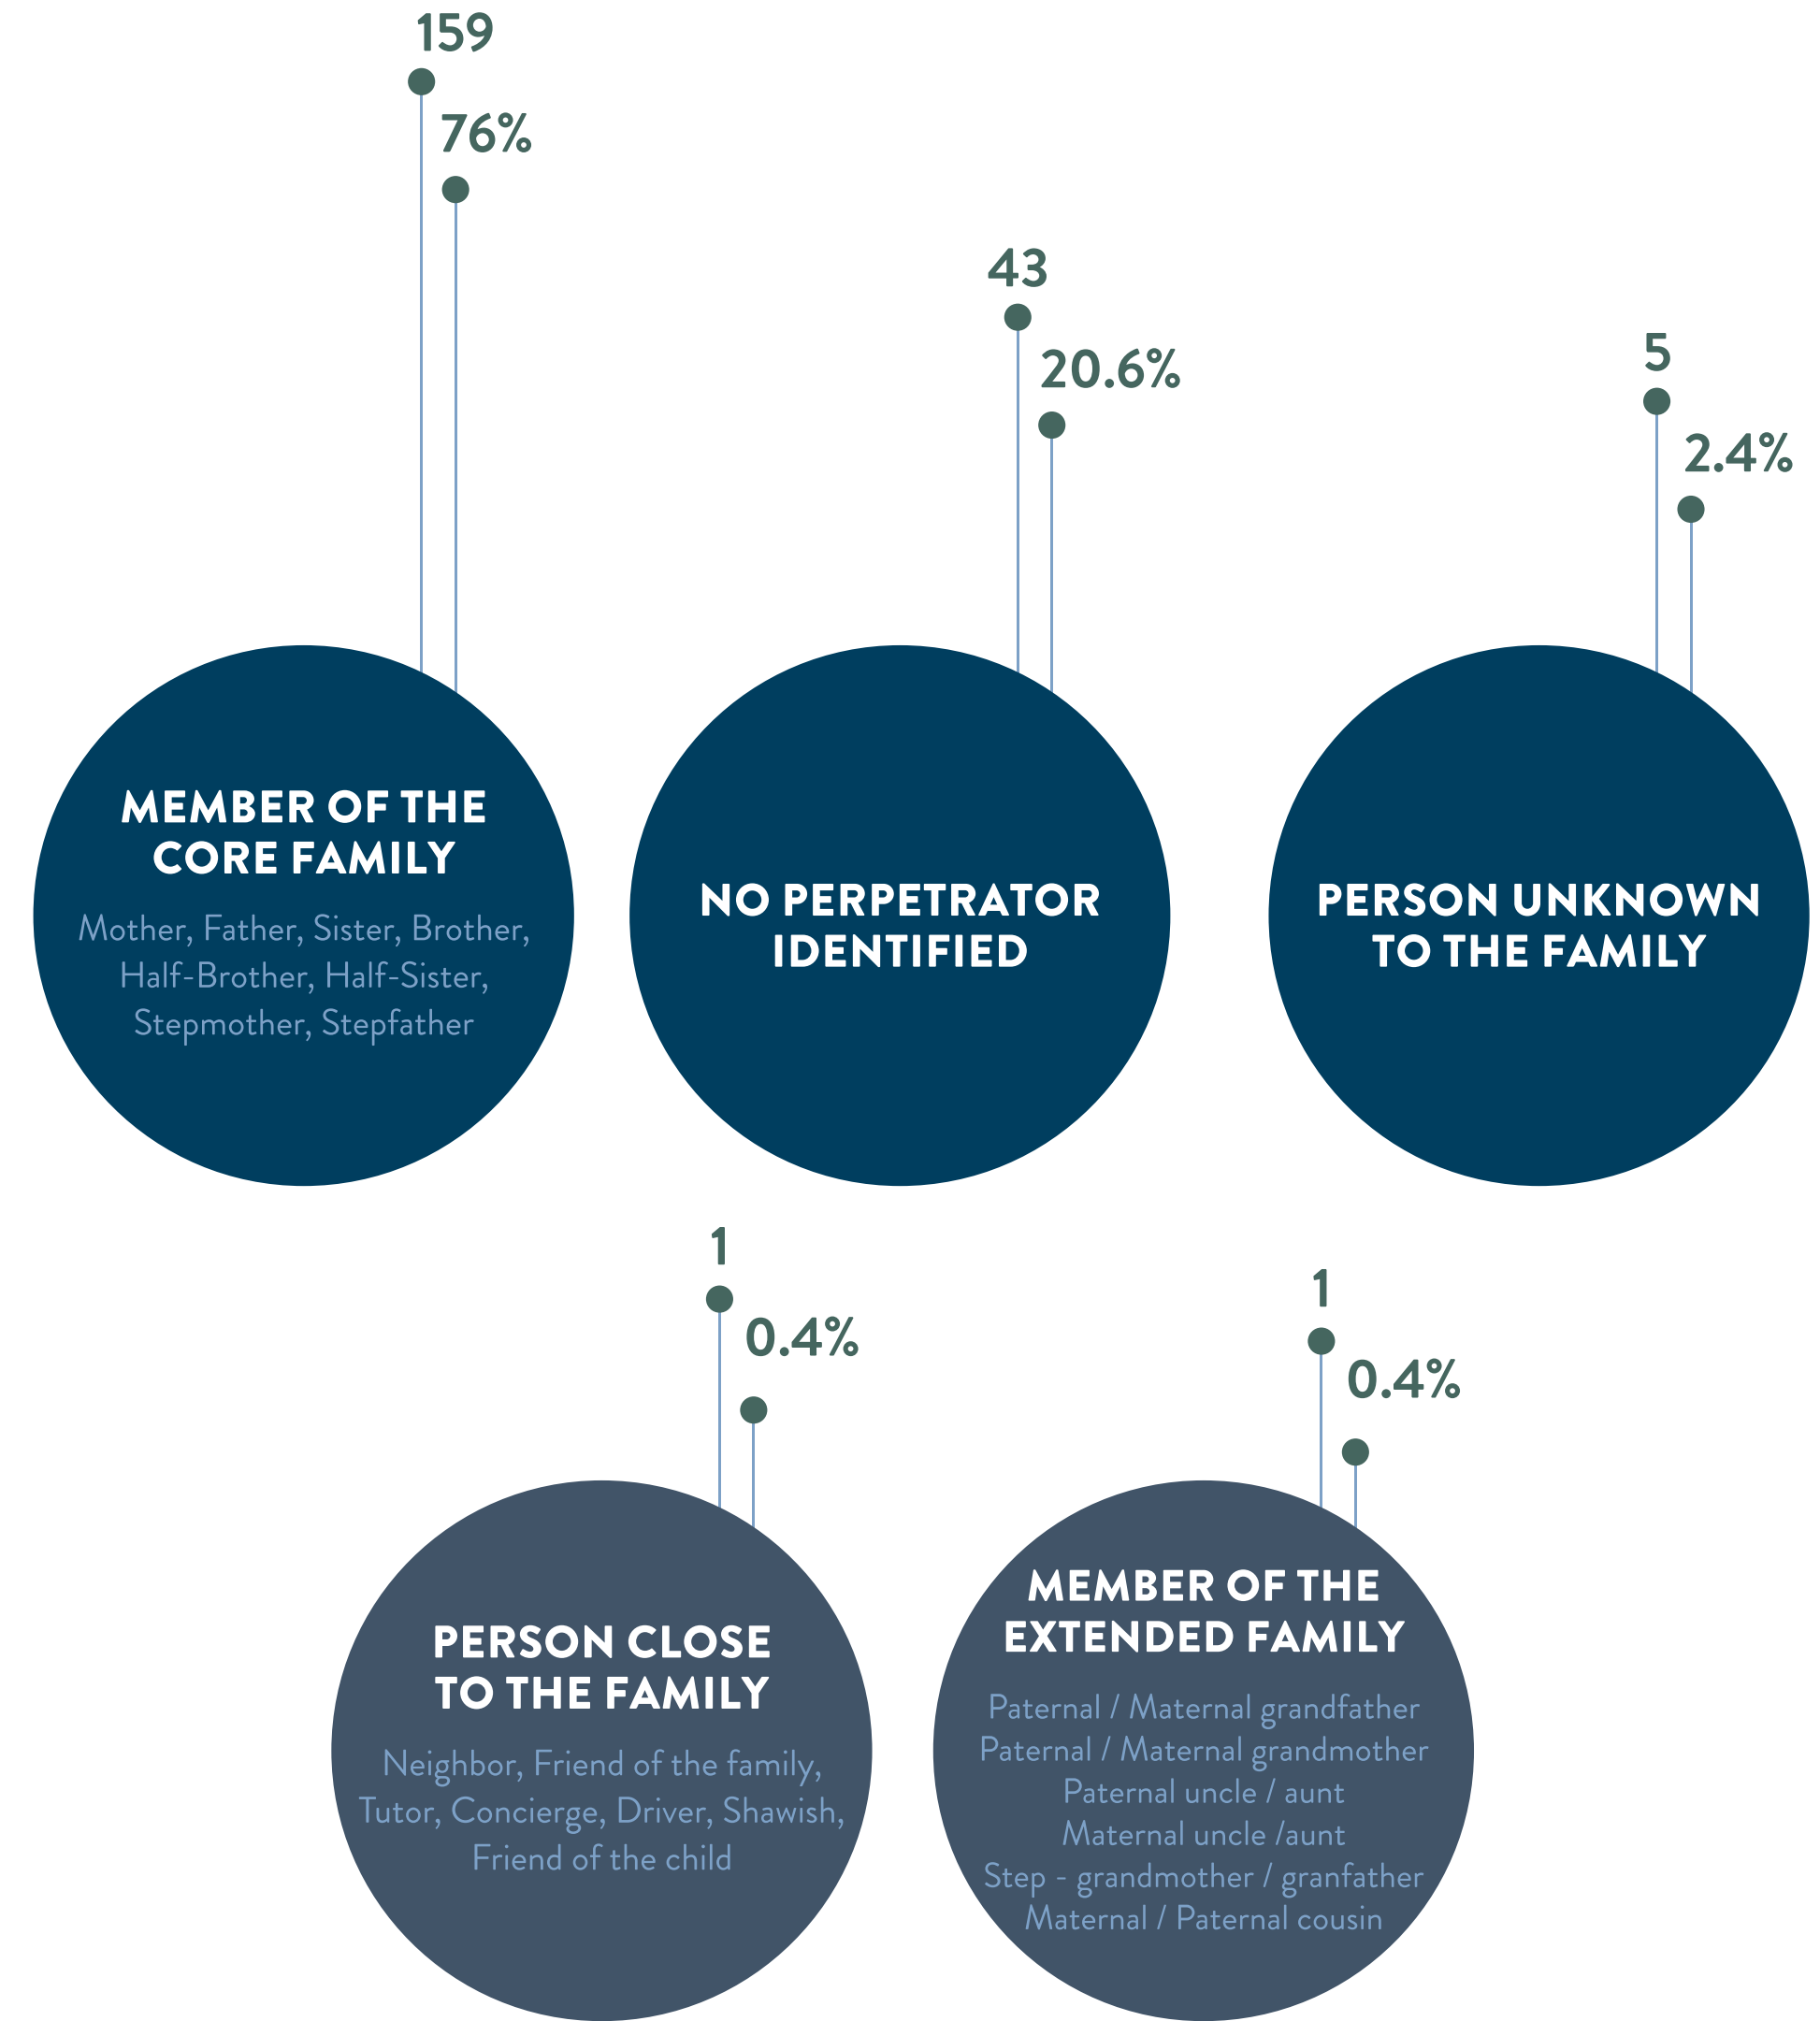 159
76%
43
20.6%
5
2.4%
MEMBER OF THE
CORE FAMILY
Mother, Father, Sister, Brother,
Half-Brother, Half-Sister,
Stepmother, Stepfather
NO PERPETRATOR
IDENTIFIED
PERSON UNKNOWN
TO THE FAMILY
1
0.4%
1
0.4%
PERSON CLOSE
TO THE FAMILY
Neighbor, Friend of the family,
Tutor, Concierge, Driver, Shawish,
Friend of the child
MEMBER OF THE
EXTENDED FAMILY
Paternal / Maternal grandfather
Paternal / Maternal grandmother
Paternal uncle / aunt
Maternal uncle /aunt
Step - grandmother / granfather
Maternal / Paternal cousin